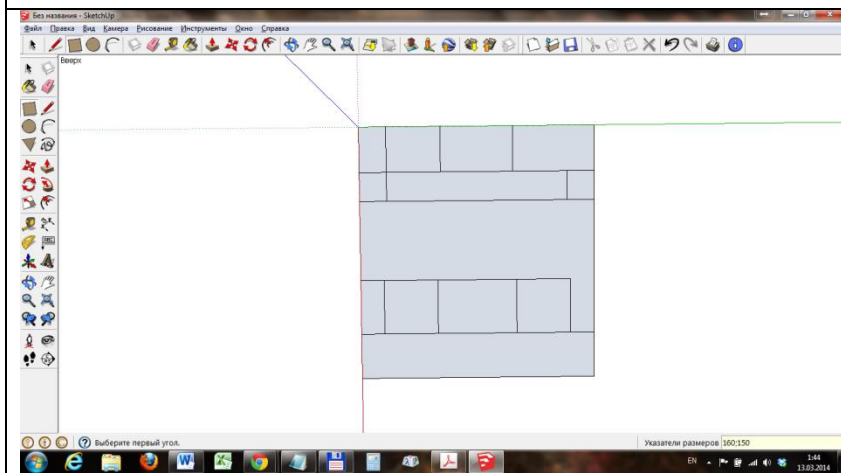 Без названия - SketchUp
Файл Правка Вид Камера Рисование Инструменты Окно Справка
Вверх
Выберите первый угол.
Указатели размеров 160;150
EN
1:44
13.03.2014